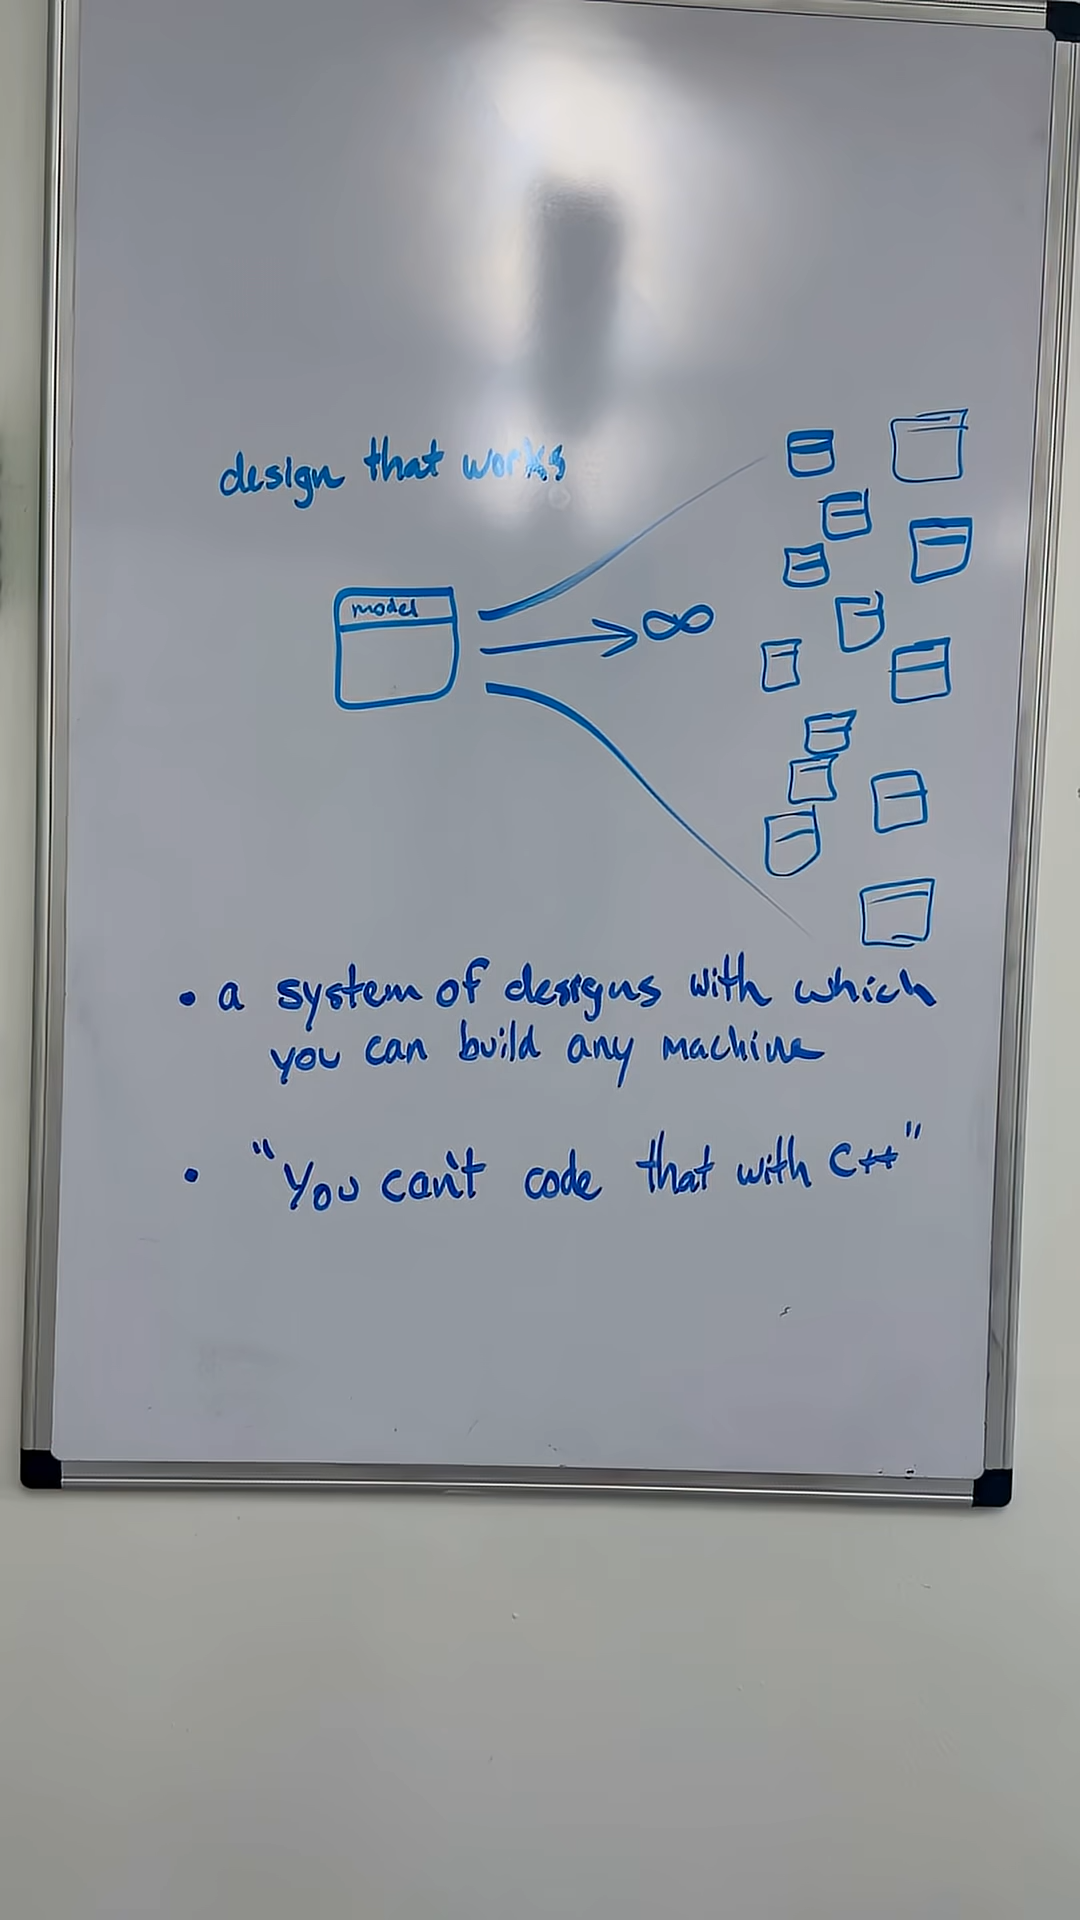 design that works
model
∞
• a system of designs with which
you can build any machine
• "You can't code that with C++"